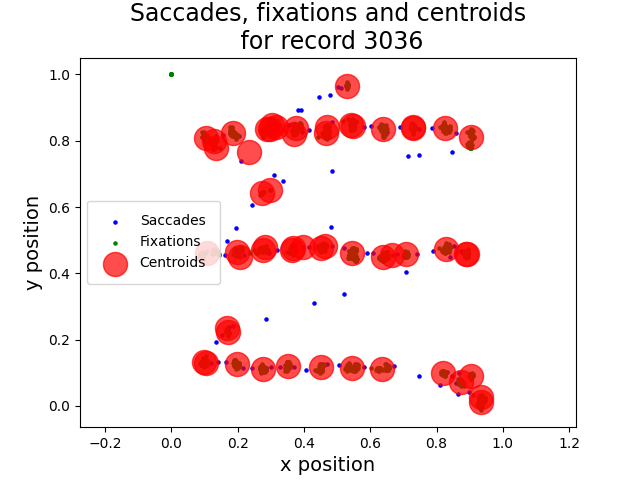 Saccades, fixations and centroids
for record 3036
1.0
0.8
0.6
0.4
0.2
0.0
y position
Saccades
Fixations
Centroids
−0.2
0.0
0.2
0.4
0.6
0.8
1.0
1.2
x position